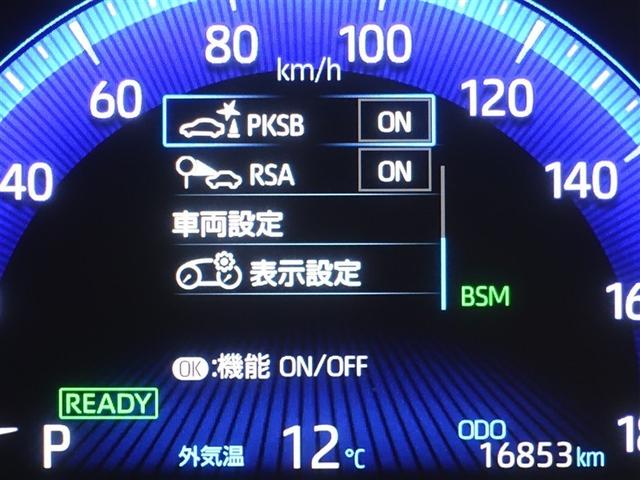 80
100
km/h
60
120
PKSB ON
40
RSA ON
140
車両設定
表示設定
BSM
OK:機能 ON/OFF
READY
P
外気温 12℃
ODO
16853km